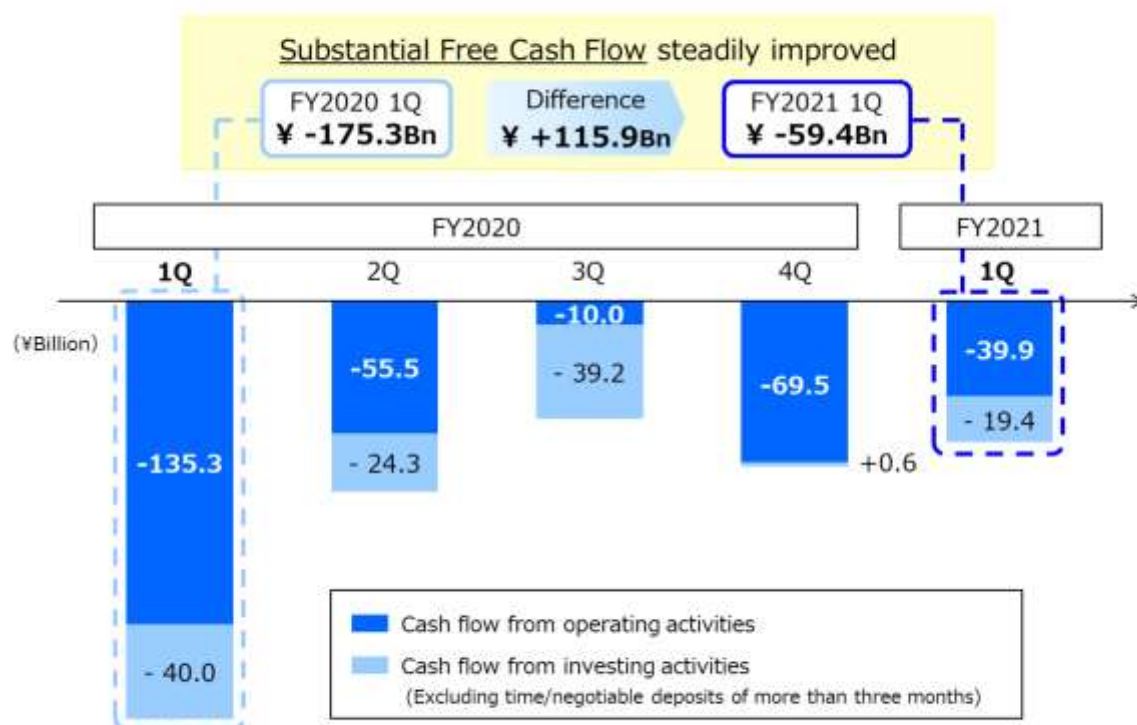 Substantial Free Cash Flow steadily improved
FY2020 1Q
¥ -175.3Bn
Difference
¥ +115.9Bn
FY2021 1Q
¥ -59.4Bn
FY2020
FY2021
1Q
2Q
3Q
4Q
1Q
(¥Billion)
-135.3
- 40.0
-55.5
- 24.3
-10.0
- 39.2
-69.5
+0.6
-39.9
- 19.4
Cash flow from operating activities
Cash flow from investing activities
(Excluding time/negotiable deposits of more than three months)